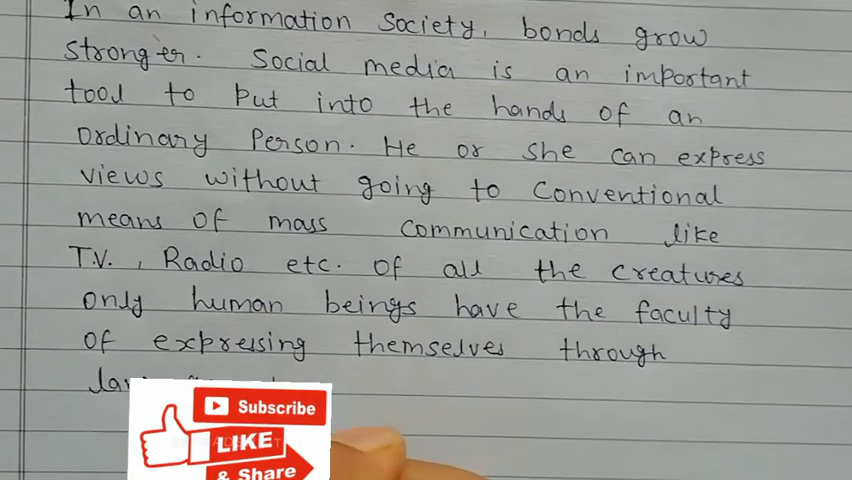 In an information society, bonds grow
stronger. Social media is an important
tool to put into the hands of an
ordinary person. He or she can express
views without going to conventional
means of mass communication like
T.V., Radio etc. of all the creatures
only human beings have the faculty
of expressing themselves through
Subscribe
LIKE
& Share